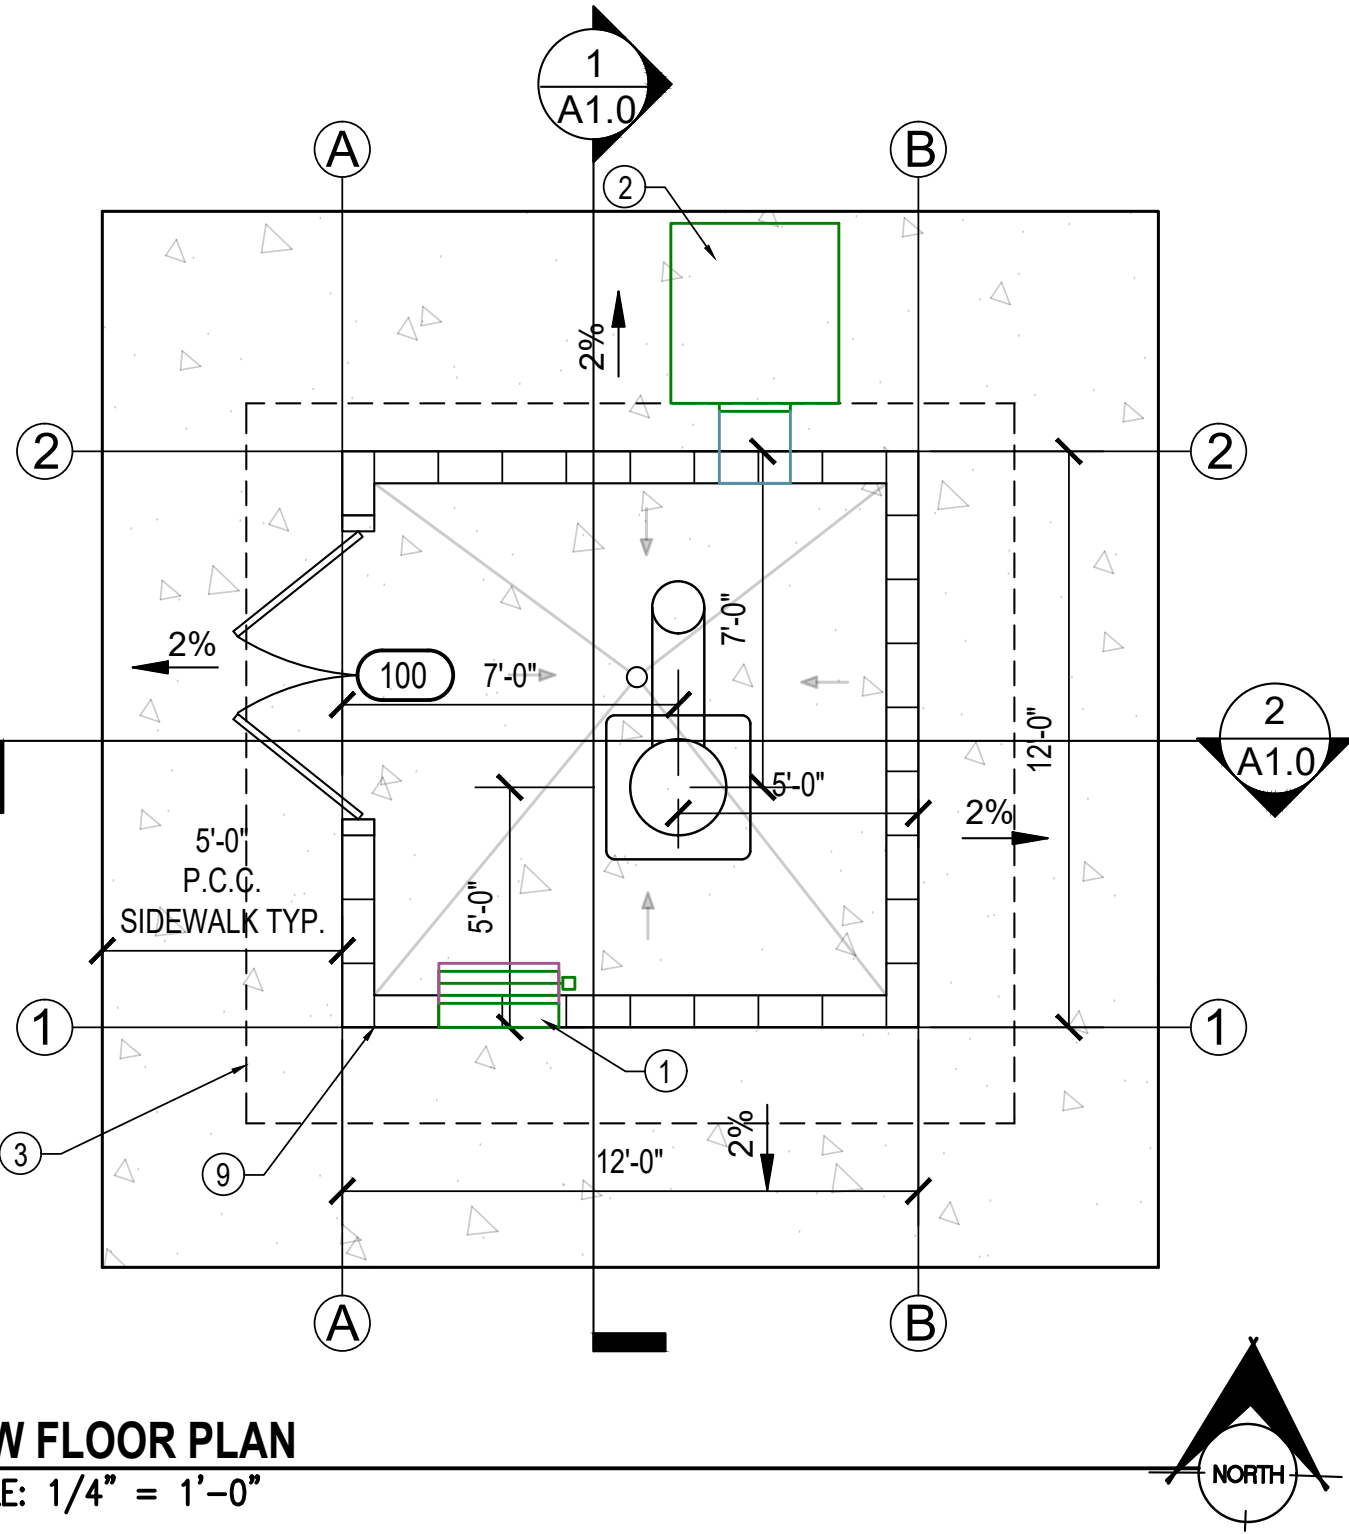 1
A1.0
A
B
2
2%
2
2
7'-0"
2%
100
7'-0"
2
A1.0
12'-0"
5'-0"
2%
5'-0"
P.C.C.
SIDEWALK TYP.
5'-0"
1
1
1
3
9
2%
12'-0"
A
B
W FLOOR PLAN
E: 1/4" = 1'-0"
NORTH